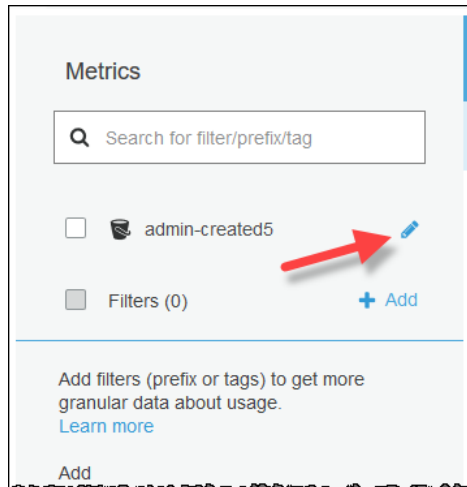 Metrics
Search for filter/prefix/tag
admin-created5
Filters (0)
Add
Add filters (prefix or tags) to get more
granular data about usage.
Learn more
Add